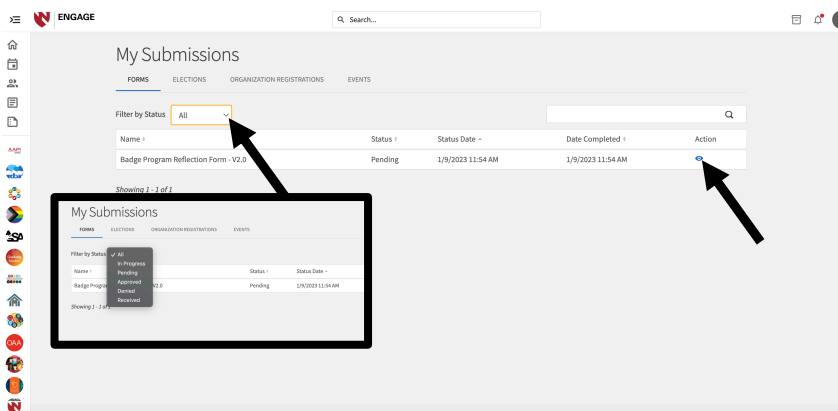 N ENGAGE
Search...
My Submissions
FORMS ELECTIONS ORGANIZATION REGISTRATIONS EVENTS
Filter by Status All
Name Status Status Date Date Completed Action
Badge Program Reflection Form - V2.0 Pending 1/9/2023 11:54 AM 1/9/2023 11:54 AM
Showing 1 - 1 of 1
My Submissions
FORMS ELECTIONS ORGANIZATION REGISTRATIONS EVENTS
Filter by Status All
In Progress
Pending
Approved
Denied
Received
Name Status Status Date
Badge Progra V2.0 Pending 1/9/2023 11:54 AM
Showing 1 - 1 of 1
AAPI
OAA
N